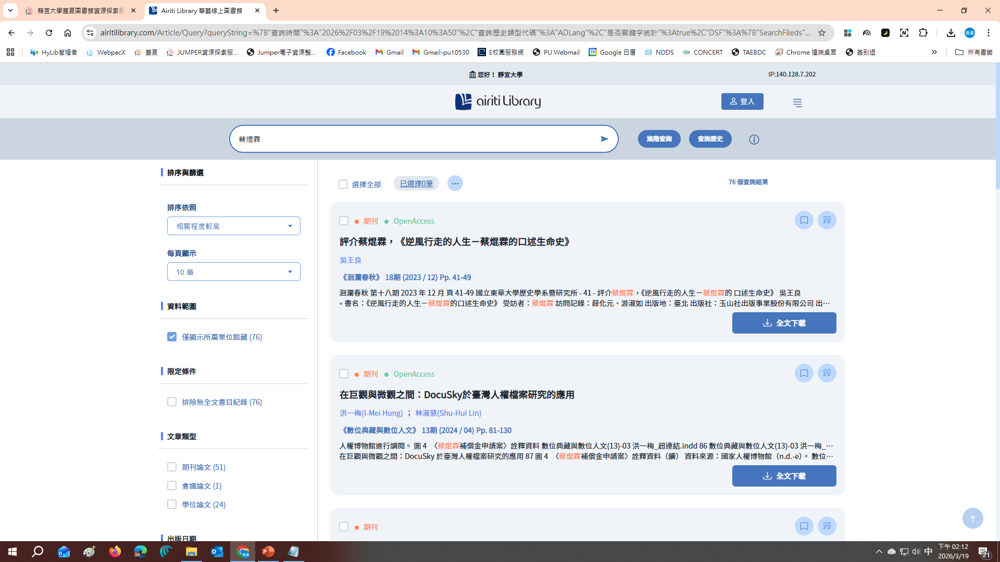 靜宜大學蓋夏圖書館資源探索服
Airiti Library 華藝線上圖書館
airitilibrary.com/Article/Query?queryString=%7B"查詢時間"%3A"2026%2F03%2F19%2014%3A10%3A50"%2C"查詢歷史類型代碼"%3A"ADLang"%2C"是否關鍵字統計"%3Atrue%2C"DSF"%3A%7B"SearchFileds"...
義臺
HyLib管理者
WebpacX
蓋夏
JUMPER資源探索服...
Jumper電子資源整...
Facebook
Gmail
Gmail-pu10530
E校園服務網
PU Webmail
Google 日曆
NDDS
CONCERT
TAEBDC
Chrome 遠端桌面
簽到退
所有書籤
您好！ 靜宜大學
IP:140.128.7.202
airiti Library
登入
蔡焜霖
進階查詢
查詢歷史
排序與篩選
排序依照
相關程度較高
每頁顯示
10 筆
資料範圍
僅顯示所屬單位館藏 (76)
限定條件
排除無全文書目紀錄 (76)
文章類型
期刊論文 (51)
會議論文 (1)
學位論文 (24)
出版日期
選擇全部
已選擇0筆
76 個查詢結果
期刊 OpenAccess
評介蔡焜霖，《逆風行走的人生－蔡焜霖的口述生命史》
吳王良
《洄瀾春秋》 18期 (2023 / 12) Pp. 41-49
洄瀾春秋 第十八期 2023 年 12 月 頁 41-49 國立東華大學歷史學系暨研究所 - 41 - 評介蔡焜霖，《逆風行走的人生－蔡焜霖的 口述生命史》 吳王良
* 書名：《逆風行走的人生－蔡焜霖的口述生命史》 受訪者：蔡焜霖 訪問記錄：薛化元、游淑如 出版地：臺北 出版社：玉山社出版事業股份有限公司 出…
全文下載
期刊 OpenAccess
在巨觀與微觀之間：DocuSky於臺灣人權檔案研究的應用
洪一梅(I-Mei Hung) ； 林淑慧(Shu-Hui Lin)
《數位典藏與數位人文》 13期 (2024 / 04) Pp. 81-130
人權博物館進行調閱。 圖 4 〈蔡焜霖補償金申請案〉詮釋資料 數位典藏與數位人文(13)-03 洪一梅_超連結.indd 86 數位典藏與數位人文(13)-03 洪一梅_…
在巨觀與微觀之間：DocuSky 於臺灣人權檔案研究的應用 87 圖 4 〈蔡焜霖補償金申請案〉詮釋資料（續） 資料來源：國家人權博物館（n.d.-e）。 數位…
全文下載
期刊
中
下午 02:12
2026/3/19
21